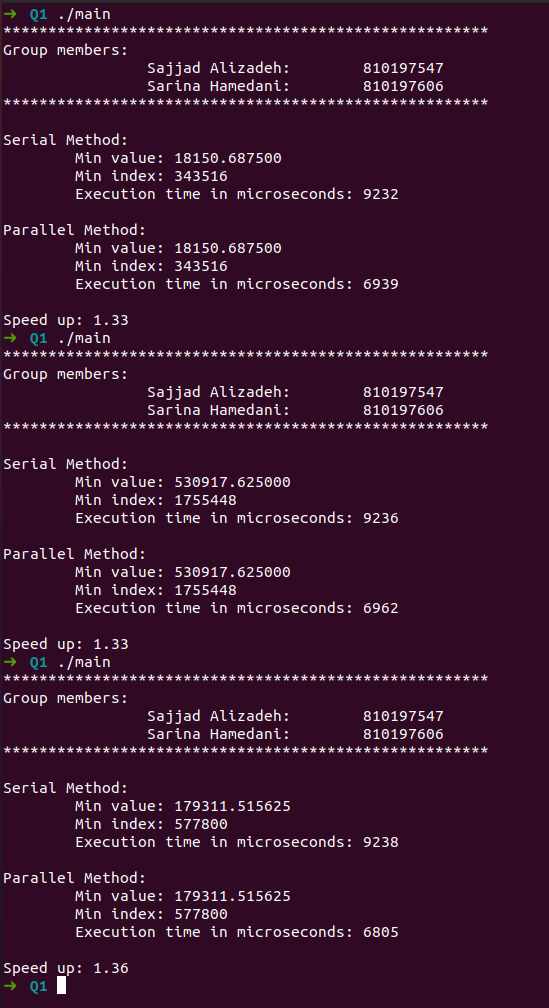 ➜ Q1 ./main
******************************************************
Group members:
Sajjad Alizadeh: 810197547
Sarina Hamedani: 810197606
******************************************************
Serial Method:
Min value: 18150.687500
Min index: 343516
Execution time in microseconds: 9232
Parallel Method:
Min value: 18150.687500
Min index: 343516
Execution time in microseconds: 6939
Speed up: 1.33
➜ Q1 ./main
******************************************************
Group members:
Sajjad Alizadeh: 810197547
Sarina Hamedani: 810197606
******************************************************
Serial Method:
Min value: 530917.625000
Min index: 1755448
Execution time in microseconds: 9236
Parallel Method:
Min value: 530917.625000
Min index: 1755448
Execution time in microseconds: 6962
Speed up: 1.33
➜ Q1 ./main
******************************************************
Group members:
Sajjad Alizadeh: 810197547
Sarina Hamedani: 810197606
******************************************************
Serial Method:
Min value: 179311.515625
Min index: 577800
Execution time in microseconds: 9238
Parallel Method:
Min value: 179311.515625
Min index: 577800
Execution time in microseconds: 6805
Speed up: 1.36
➜ Q1